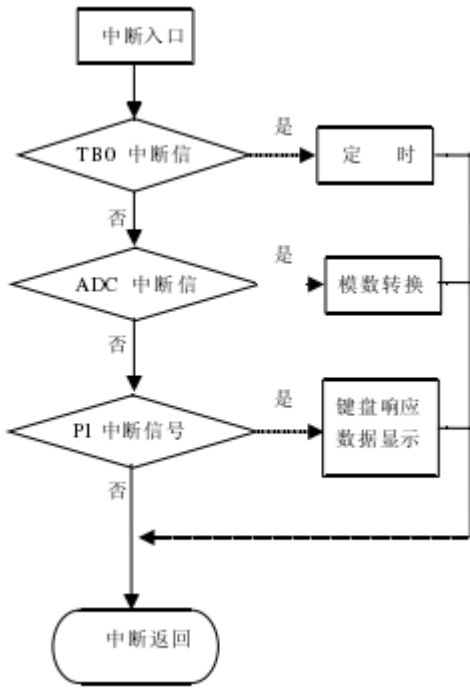 中断入口
是
TB0 中断信
定 时
否
是
ADC 中断信
模数转换
否
是
键盘响应
P1 中断信号
数据显示
否
中断返回